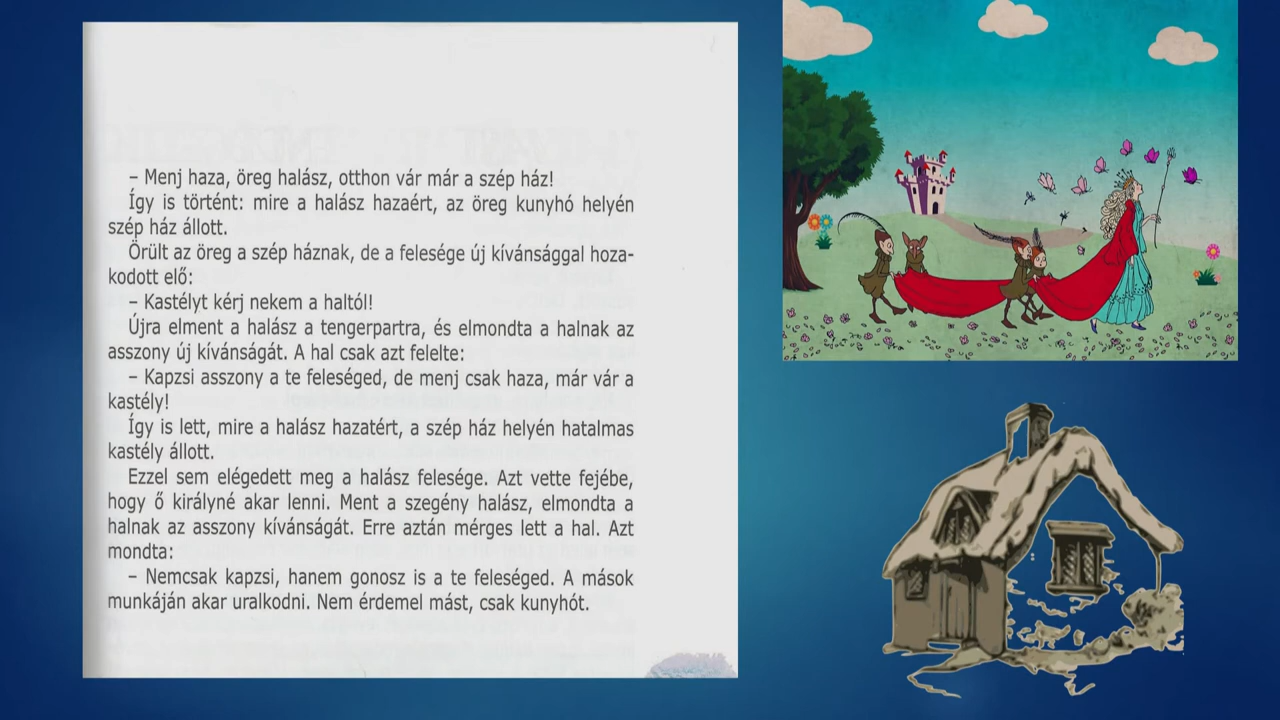 – Menj haza, öreg halász, otthon vár már a szép ház!
Így is történt: mire a halász hazaért, az öreg kunyhó helyén
szép ház állott.
Örült az öreg a szép háznak, de a felesége új kívánsággal hoza-
kodott elő:
– Kastélyt kérj nekem a haltól!
Újra elment a halász a tengerpartra, és elmondta a halnak az
asszony új kívánságát. A hal csak azt felelte:
– Kapzsi asszony a te feleséged, de menj csak haza, már vár a
kastély!
Így is lett, mire a halász hazatért, a szép ház helyén hatalmas
kastély állott.
Ezzel sem elégedett meg a halász felesége. Azt vette fejébe,
hogy ő királyné akar lenni. Ment a szegény halász, elmondta a
halnak az asszony kívánságát. Erre aztán mérges lett a hal. Azt
mondta:
– Nemcsak kapzsi, hanem gonosz is a te feleséged. A mások
munkáján akar uralkodni. Nem érdemel mást, csak kunyhót.